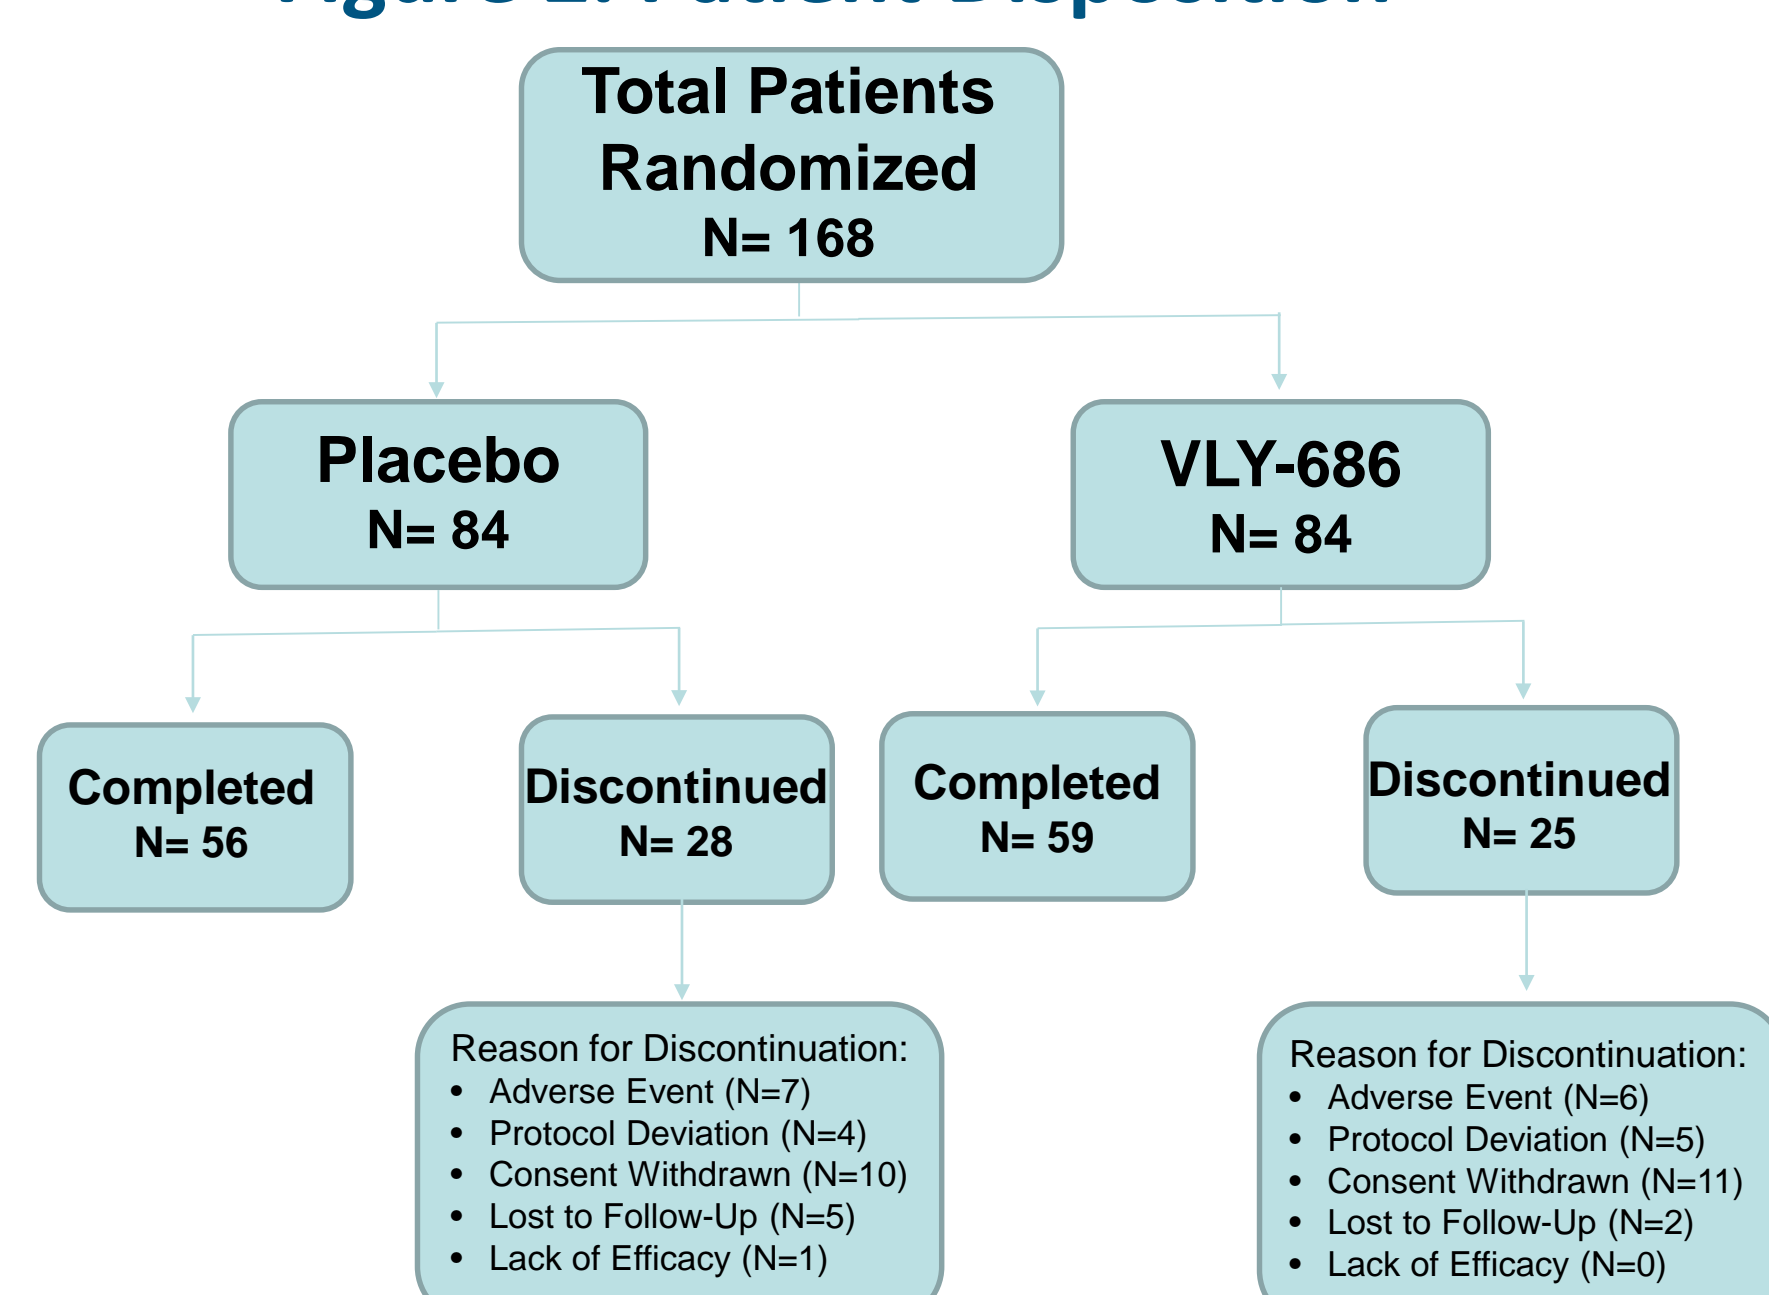 Patient Disposition
Total Patients
Randomized
N= 168
Placebo
N= 84
VLY-686
N= 84
Completed
N= 56
Discontinued
N= 28
Completed
N= 59
Discontinued
N= 25
Reason for Discontinuation:
• Adverse Event (N=7)
• Protocol Deviation (N=4)
• Consent Withdrawn (N=10)
• Lost to Follow-Up (N=5)
• Lack of Efficacy (N=1)
Reason for Discontinuation:
• Adverse Event (N=6)
• Protocol Deviation (N=5)
• Consent Withdrawn (N=11)
• Lost to Follow-Up (N=2)
• Lack of Efficacy (N=0)